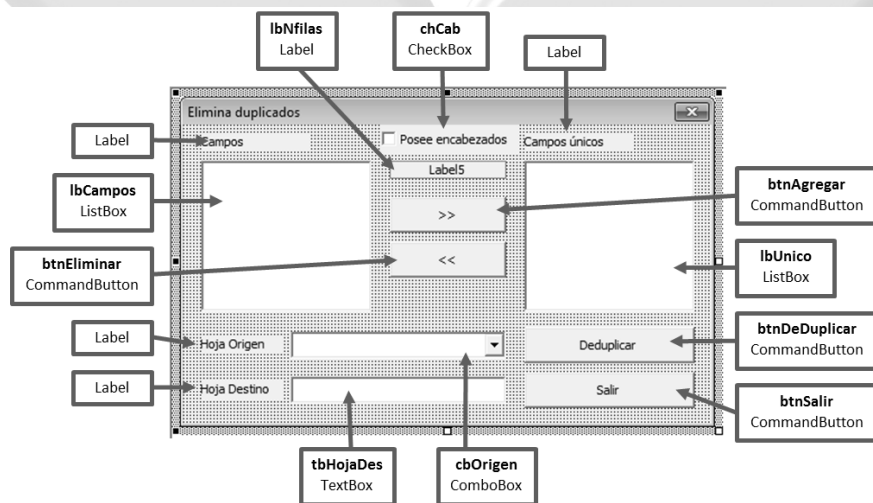 lbNfilas
Label
chCab
CheckBox
Label
Elimina duplicados
Label
Campos
Posee encabezados
Campos únicos
Label5
lbCampos
ListBox
>>
btnAgregar
CommandButton
btnEliminar
CommandButton
<<
lbUnico
ListBox
Label
Hoja Origen
Deduplicar
btnDeDuplicar
CommandButton
Label
Hoja Destino
Salir
btnSalir
CommandButton
tbHojaDes
TextBox
cbOrigen
ComboBox